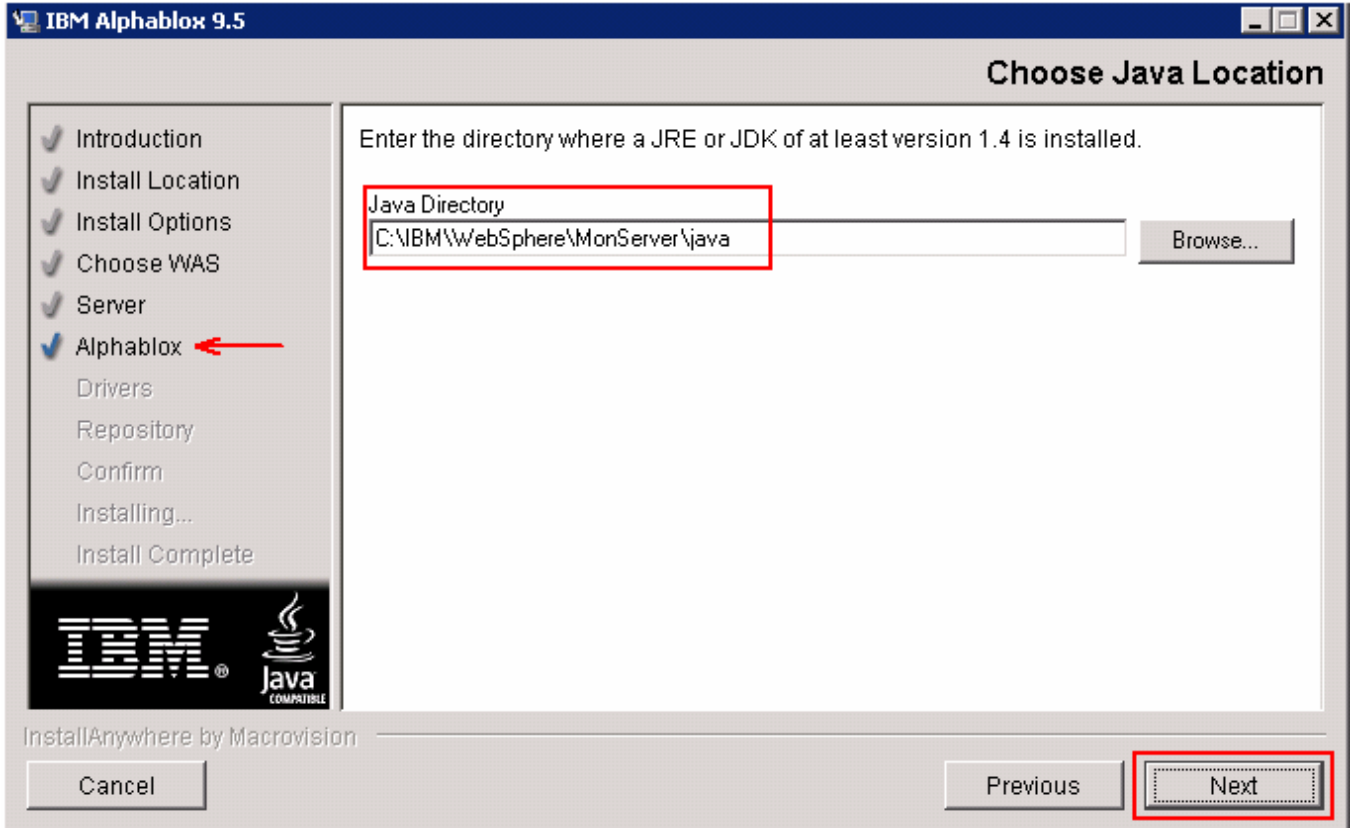 IBM Alphablox 9.5
Choose Java Location
Introduction
Install Location
Install Options
Choose WAS
Server
Alphablox
Drivers
Repository
Confirm
Installing...
Install Complete
IBM®
Java
COMPATIBLE
Enter the directory where a JRE or JDK of at least version 1.4 is installed.
Java Directory
C:\IBM\WebSphere\MonServer\java
Browse...
InstallAnywhere by Macrovision
Cancel
Previous
Next